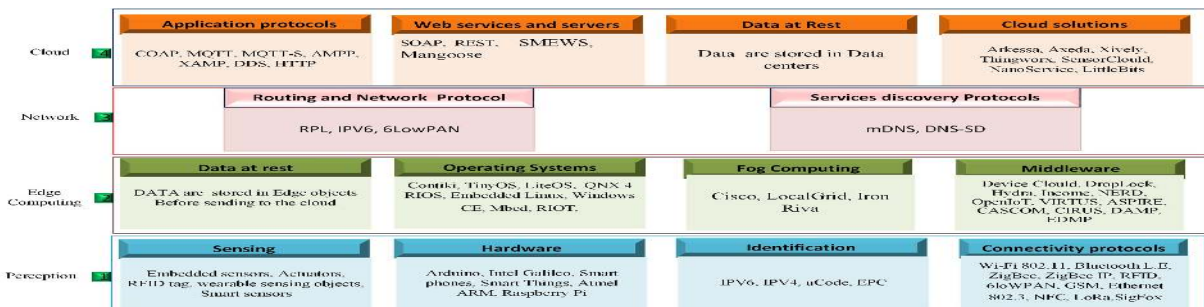 Application protocols
Web services and servers
Data at Rest
Cloud solutions
Cloud
4
COAP, MQTT, MQTT-S, AMPP,
XAMP, DDS, HTTP
SOAP, REST, SMEWS,
Mangoose
Data are stored in Data
centers
Arkessa, Axeda, Xively,
Thingworx, SensorClould,
NanoService, LittleBits
Routing and Network Protocol
Services discovery Protocols
Network
3
RPL, IPV6, 6LowPAN
mDNS, DNS-SD
Data at rest
Operating Systems
Fog Computing
Middleware
Edge
Computing
2
DATA are stored in Edge objects
Before sending to the cloud
Contiki, TinyOS, LiteOS, QNX 4
RIOS, Embedded Linux, Windows
CE, Mbed, RIOT,
Cisco, LocalGrid, Iron
Riva
Device Clould, DropLock,
Hydra, Income, NERD,
OpenIoT, VIRTUS, ASPIRE,
CASCOM, CIRUS, DAMP,
EDMP
Sensing
Hardware
Identification
Connectivity protocols
Perception
1
Embedded sensors, Actuators,
RFID tag, wearable sensing objects,
Smart sensors
Arduino, Intel Galileo, Smart
phones, Smart Things, Atmel
ARM, Raspberry Pi
IPV6, IPV4, uCode, EPC
Wi-Fi 802.11, Bluctooth L.E,
ZigBee, ZigBee IP, RFID,
6loWPAN, GSM, Ethernet
802.3, NFC, LoRa,SigFox